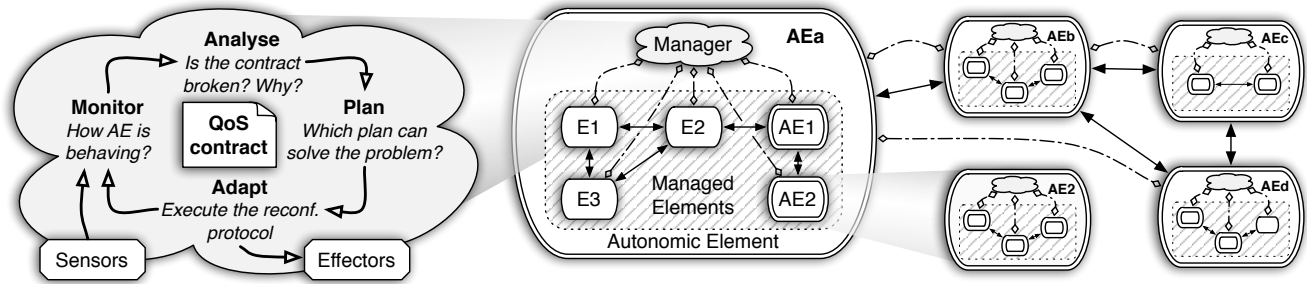 Analyse
Is the contract
broken? Why?
Monitor
How AE is
behaving?
QoS
contract
Plan
Which plan can
solve the problem?
Adapt
Execute the reconf.
protocol
Sensors
Effectors
Manager
AEa
E1
E2
AE1
E3
Managed
Elements
AE2
Autonomic Element
AEb
AEc
AE2
AEd